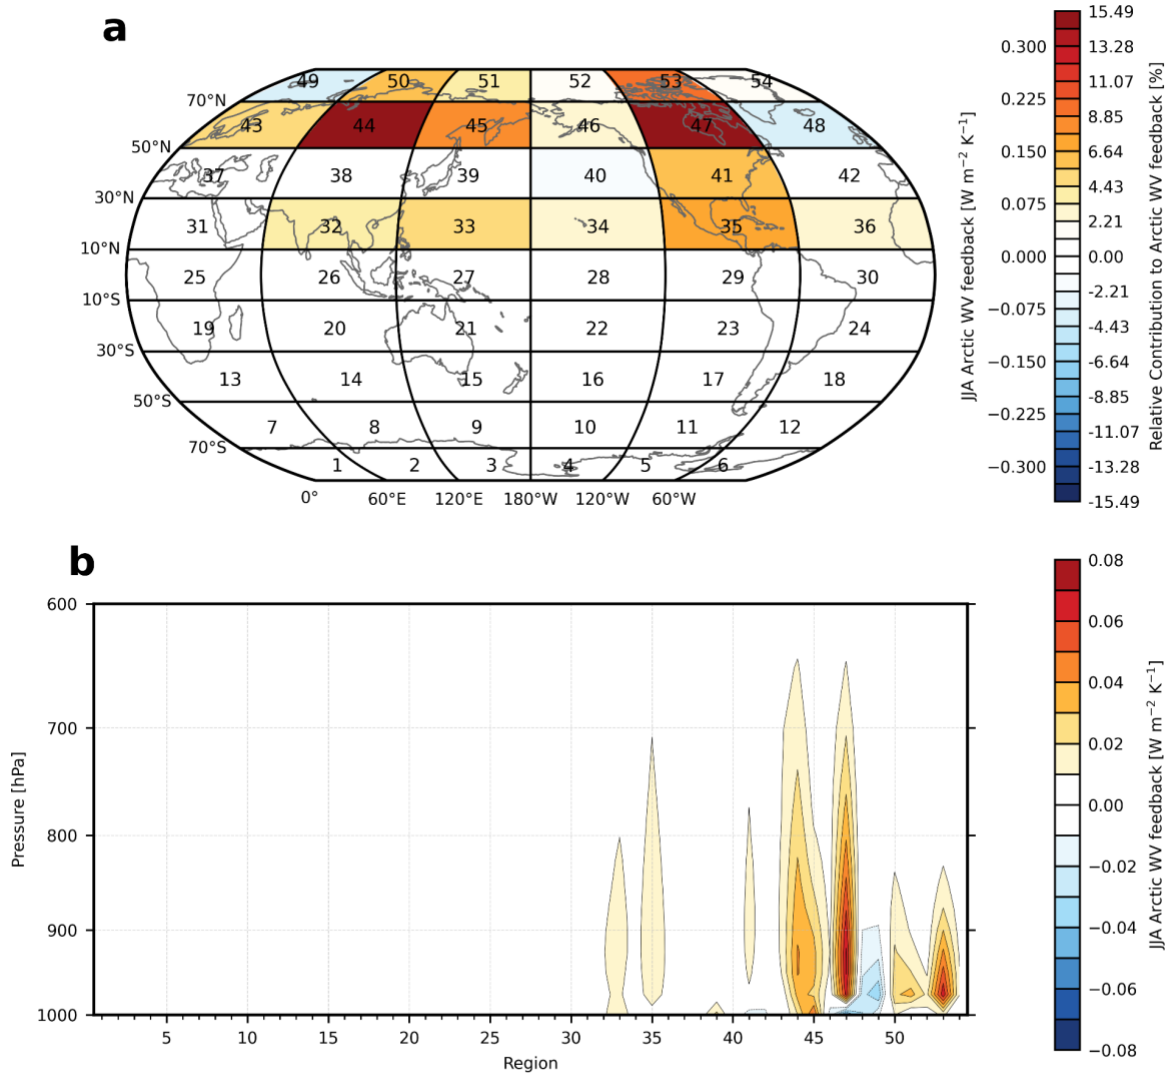 a
49 50 51 52 53 54
70°N
43 44 45 46 47 48
50°N
37 38 39 40 41 42
30°N
31 32 33 34 35 36
10°N
25 26 27 28 29 30
10°S
19 20 21 22 23 24
30°S
13 14 15 16 17 18
50°S
7 8 9 10 11 12
70°S
1 2 3 4 5 6
0° 60°E 120°E 180°W 120°W 60°W
JJA Arctic WV feedback [W m⁻² K⁻¹]
0.300
0.225
0.150
0.075
0.000
−0.075
−0.150
−0.225
−0.300
15.49
13.28
11.07
8.85
6.64
4.43
2.21
0.00
-2.21
-4.43
-6.64
-8.85
-11.07
-13.28
-15.49
Relative Contribution to Arctic WV feedback [%]
b
Pressure [hPa]
600
700
800
900
1000
5 10 15 20 25 30 35 40 45 50
Region
0.08
0.06
0.04
0.02
0.00
−0.02
−0.04
−0.06
−0.08
JJA Arctic WV feedback [W m⁻² K⁻¹]